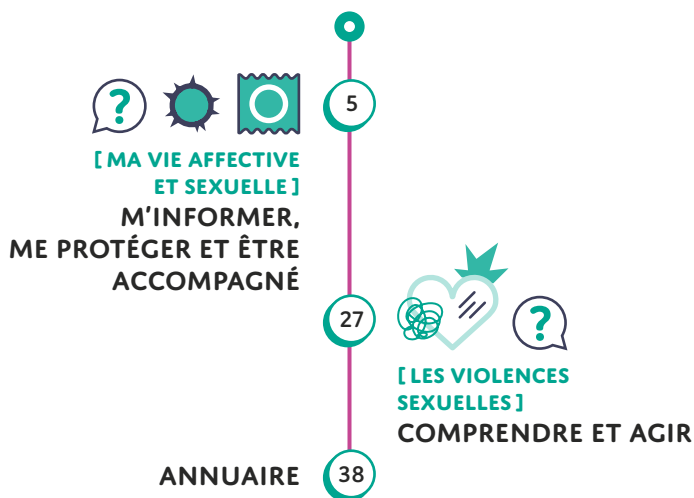 ?
5
[ MA VIE AFFECTIVE
ET SEXUELLE ]
M'INFORMER,
ME PROTÉGER ET ÊTRE
ACCOMPAGNÉ
27
?
[ LES VIOLENCES
SEXUELLES ]
COMPRENDRE ET AGIR
ANNUAIRE
38